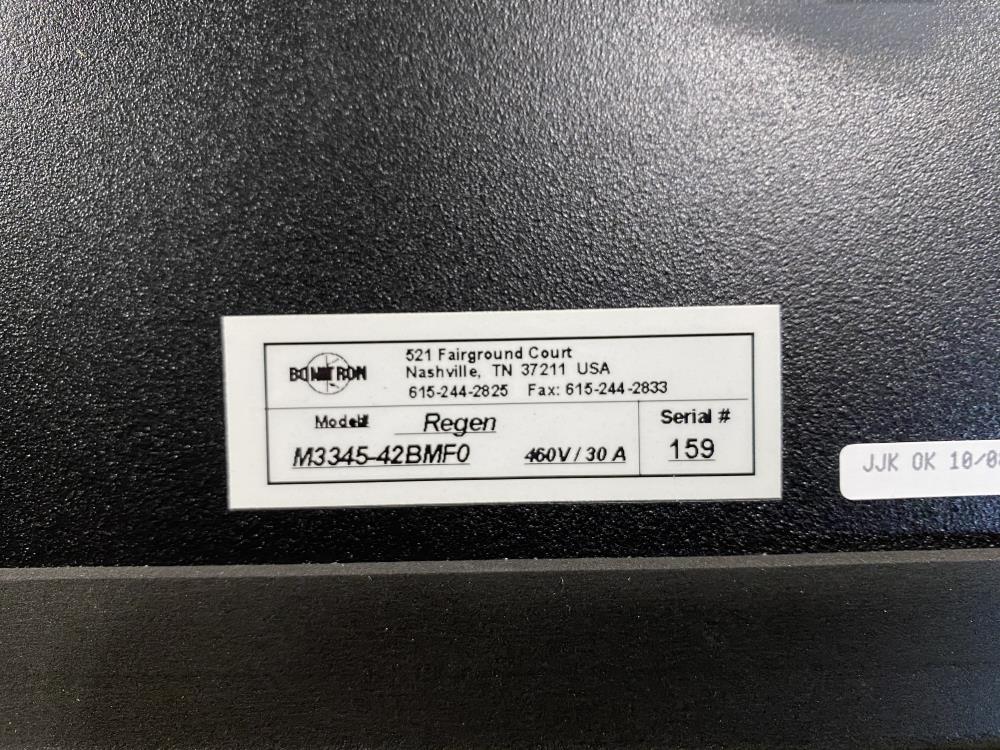 BONITRON
521 Fairground Court
Nashville, TN 37211 USA
615-244-2825 Fax: 615-244-2833
Model# Regen
M3345-42BMF0 460V / 30 A
Serial #
159
JJK OK 10/0